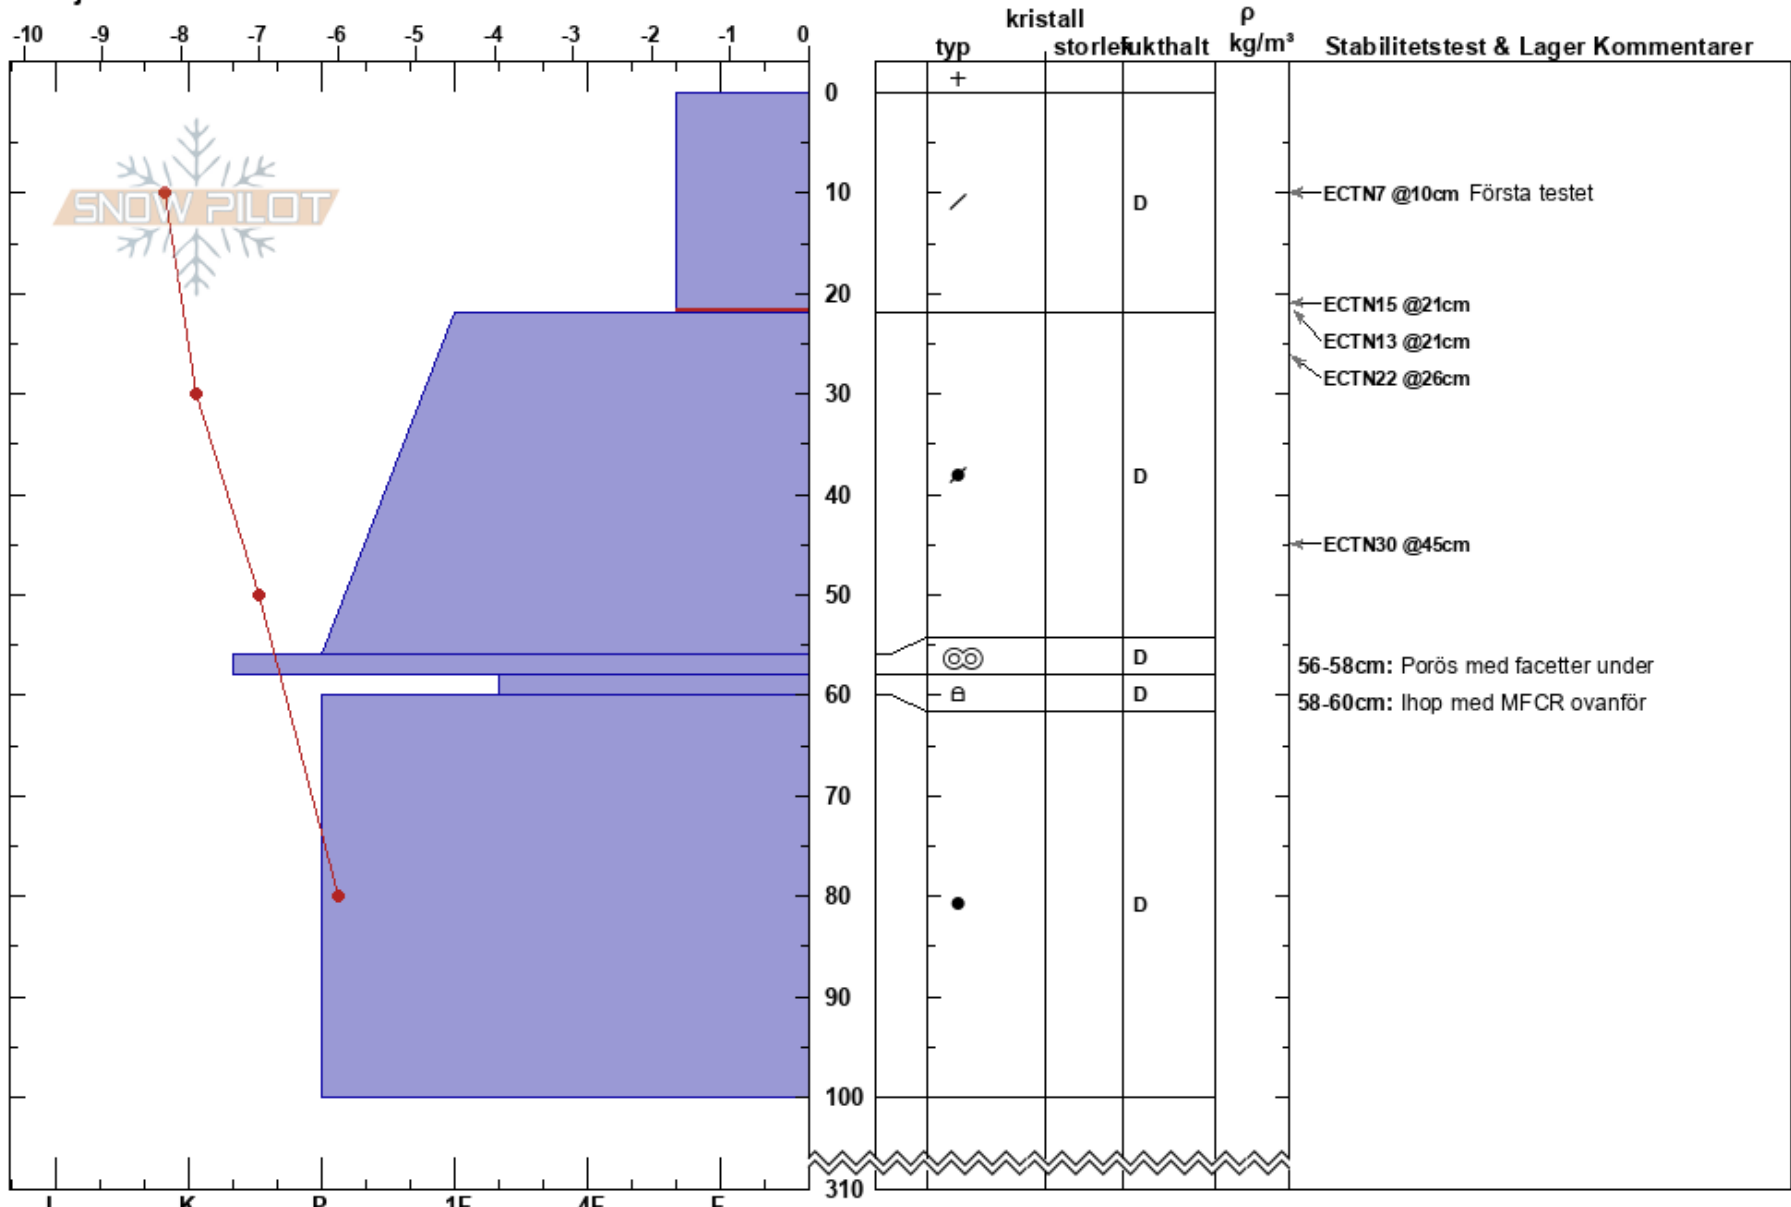 kristall ρ
-10 -9 -8 -7 -6 -5 -4 -3 -2 -1 0
typ storlek fukthalt kg/m³ Stabilitetstest & Lager Kommentarer
+
0
SNOW PILOT
10 ECTN7 @10cm Första testet
D
20
ECTN15 @21cm
ECTN13 @21cm
ECTN22 @26cm
30
D
40
ECTN30 @45cm
50
D
56-58cm: Porös med facetter under
60 D
58-60cm: Ihop med MFCR ovanför
70
80
D
90
100
310
I K P 1F 4F F